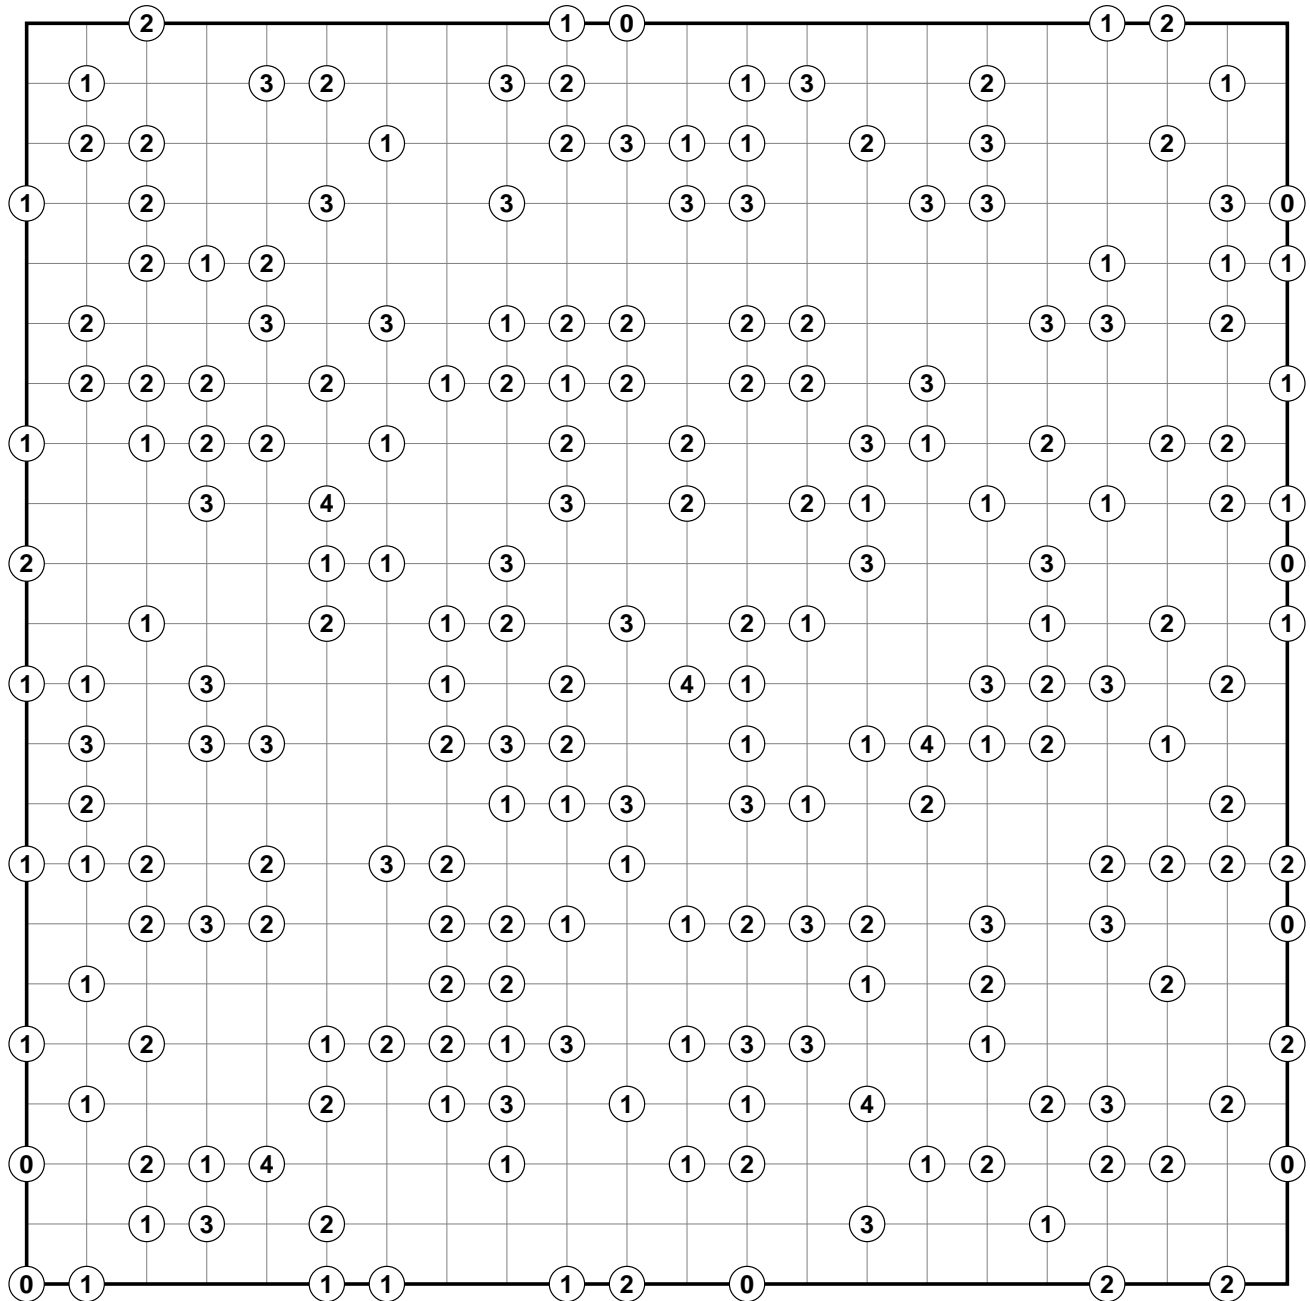 2 1 0 1 2
1 3 2 3 2 1 3 2 1
2 2 1 2 3 1 1 2 3 2
1 2 3 3 3 3 3 3 3 0
2 1 2 1 1 1
2 3 3 1 2 2 2 2 3 3 2
2 2 2 2 1 2 1 2 2 2 3 1
1 1 2 2 1 2 2 3 1 2 2 2
3 4 3 2 2 1 1 1 2 1
2 1 1 3 3 3 0
1 2 1 2 3 2 1 1 2 1
1 1 3 1 2 4 1 3 2 3 2
3 3 3 2 3 2 1 1 4 1 2 1
2 1 1 3 3 1 2 2
1 1 2 2 3 2 1 2 2 2 2
2 3 2 2 2 1 1 2 3 2 3 3 0
1 2 2 1 2 2
1 2 1 2 2 1 3 1 3 3 1 2
1 2 1 3 1 1 4 2 3 2
0 2 1 4 1 1 2 1 2 2 2 0
1 3 2 3 1
0 1 1 1 1 2 0 2 2